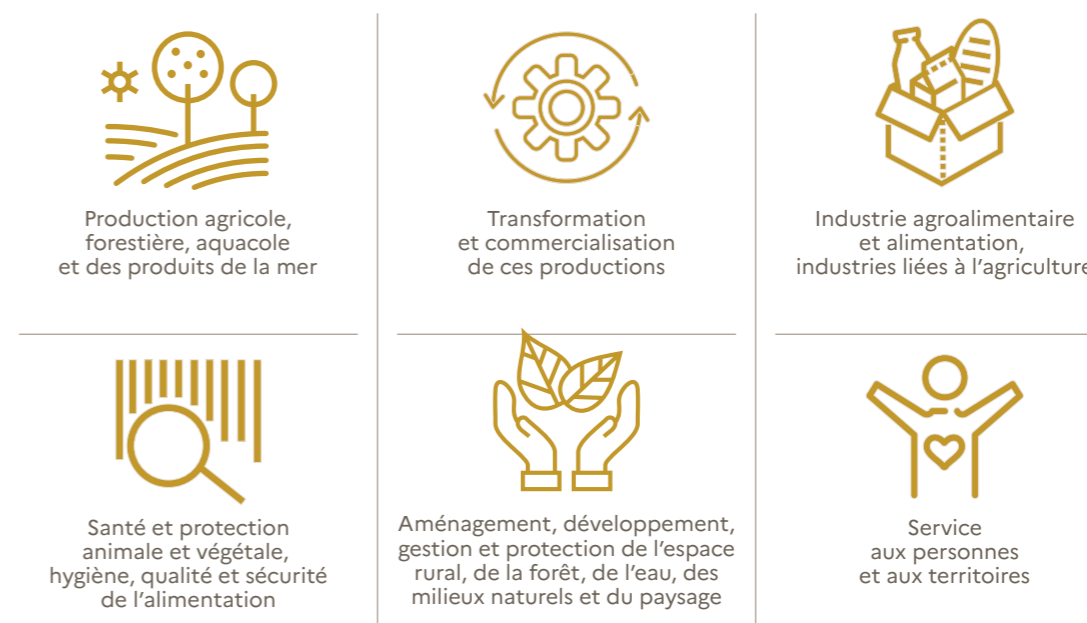 Production agricole,
forestière, aquacole
et des produits de la mer
Transformation
et commercialisation
de ces productions
Industrie agroalimentaire
et alimentation,
industries liées à l’agriculture
Santé et protection
animale et végétale,
hygiène, qualité et sécurité
de l’alimentation
Aménagement, développement,
gestion et protection de l’espace
rural, de la forêt, de l’eau, des
milieux naturels et du paysage
Service
aux personnes
et aux territoires